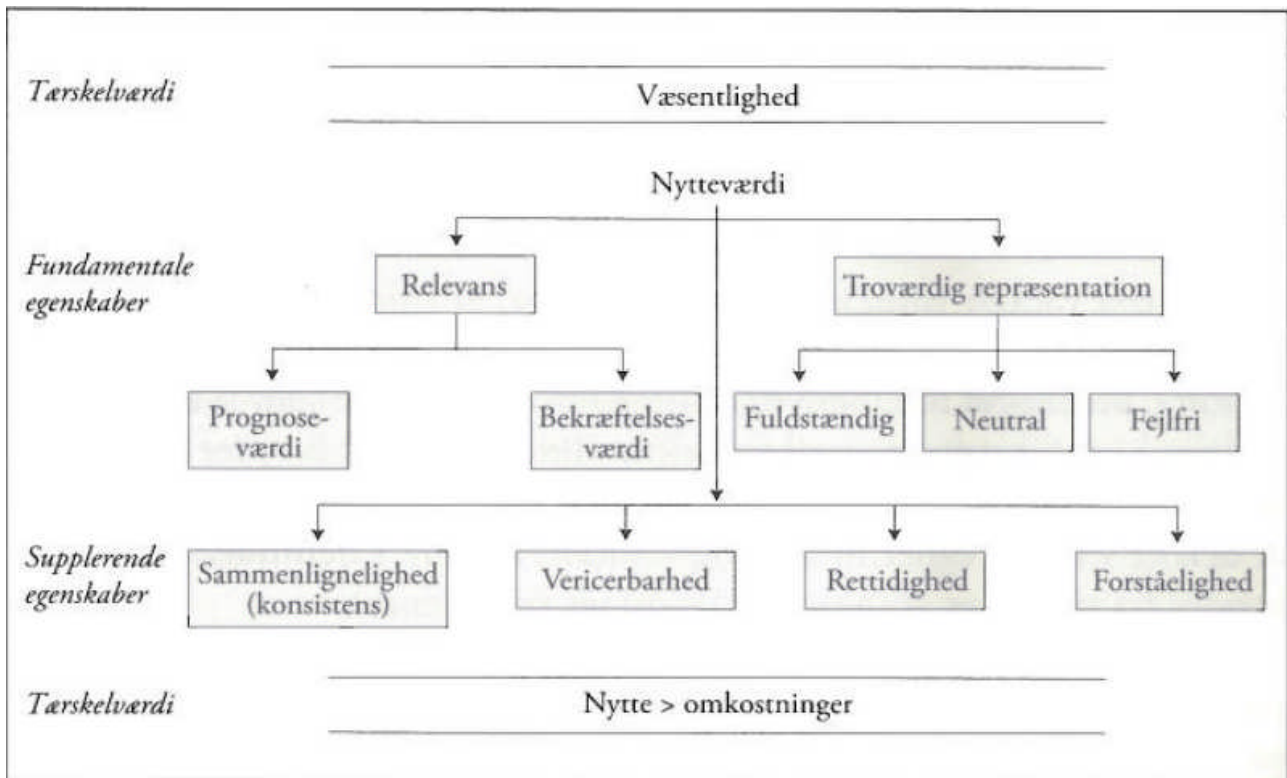 Tærskelværdi
Væsentlighed
Nytteværdi
Fundamentale
egenskaber
Relevans
Troværdig repræsentation
Prognose-
værdi
Bekræftelses-
værdi
Fuldstændig
Neutral
Fejlfri
Supplerende
egenskaber
Sammenlignelighed
(konsistens)
Vericerbarhed
Rettidighed
Forståelighed
Tærskelværdi
Nytte > omkostninger